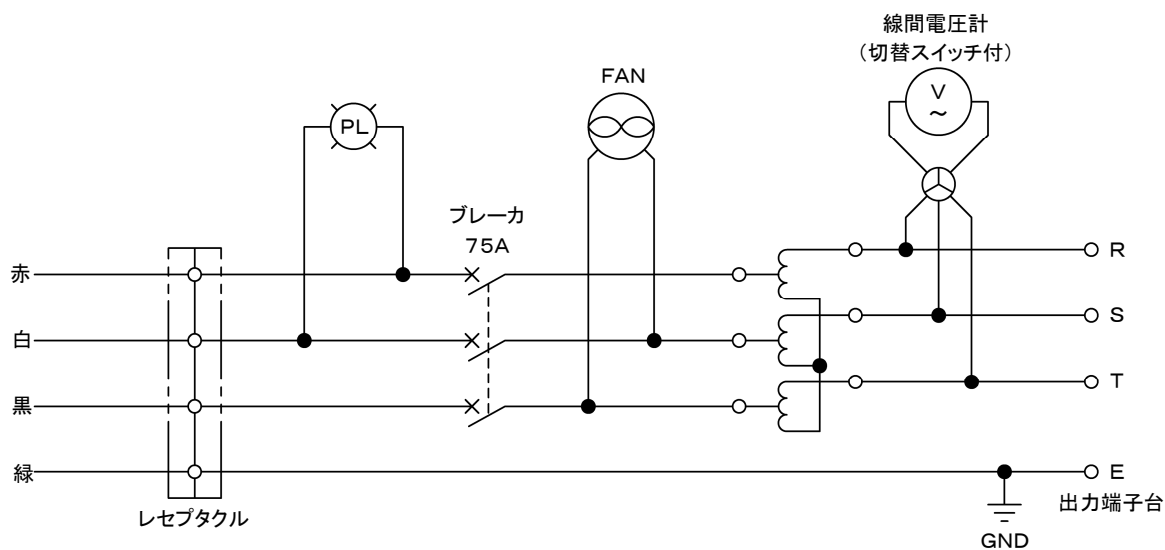 線間電圧計
(切替スイッチ付)
V
~
FAN
PL
ブレーカ
75A
赤
白
黒
緑
R
S
T
E
レセプタクル
出力端子台
GND